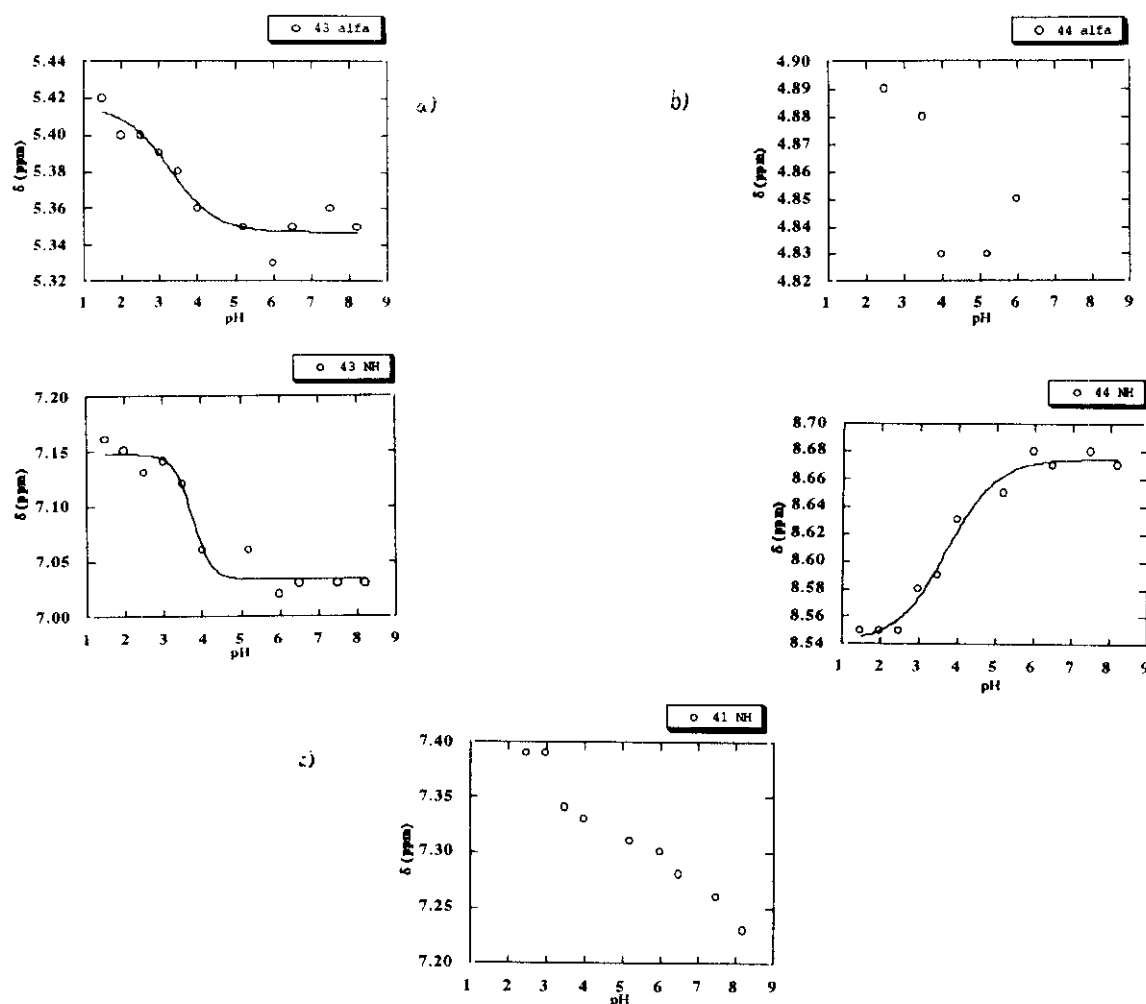 43 alfa
5.44
5.42
5.40
5.38
5.36
5.34
5.32
δ (ppm)
1 2 3 4 5 6 7 8 9
pH
a)
b)
44 alfa
4.90
4.89
4.88
4.87
4.86
4.85
4.84
4.83
4.82
δ (ppm)
1 2 3 4 5 6 7 8 9
pH
43 NH
7.20
7.15
7.10
7.05
7.00
δ (ppm)
1 2 3 4 5 6 7 8 9
pH
44 NH
8.70
8.68
8.66
8.64
8.62
8.60
8.58
8.56
8.54
δ (ppm)
1 2 3 4 5 6 7 8 9
pH
c)
41 NH
7.40
7.35
7.30
7.25
7.20
δ (ppm)
1 2 3 4 5 6 7 8 9
pH